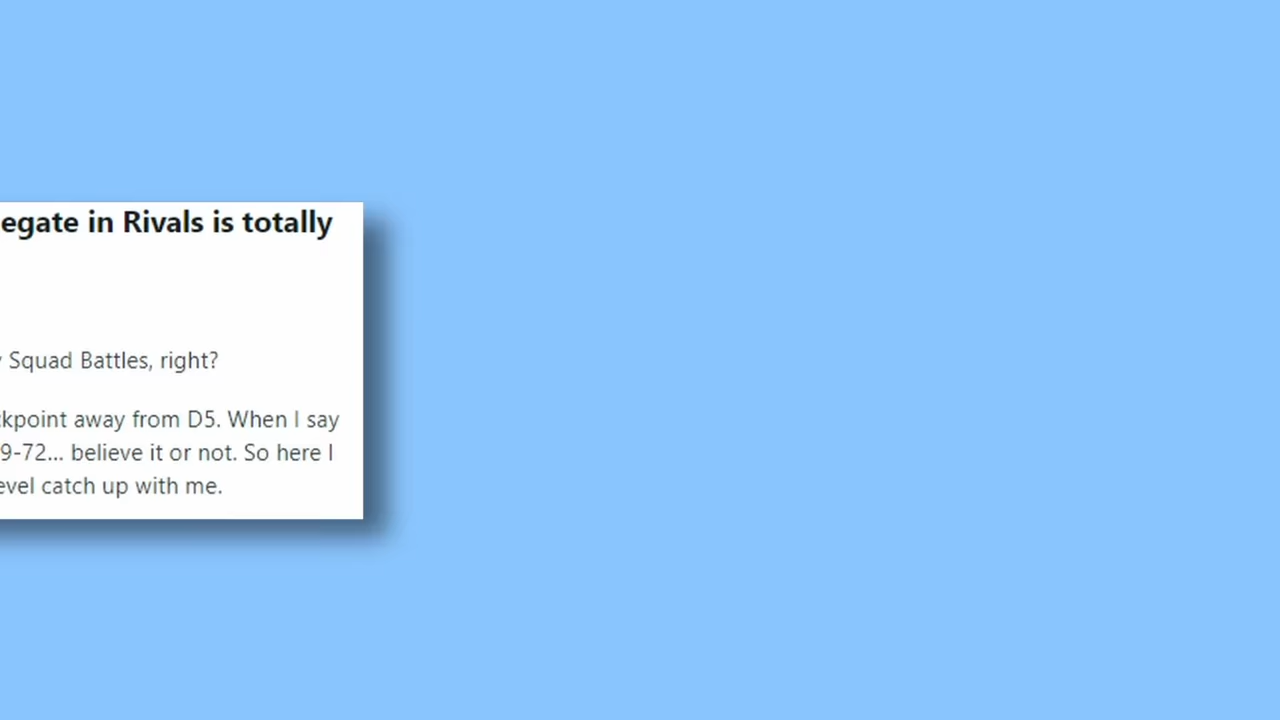 egate in Rivals is totally
Squad Battles, right?
kpoint away from D5. When I say
9-72... believe it or not. So here I
evel catch up with me.